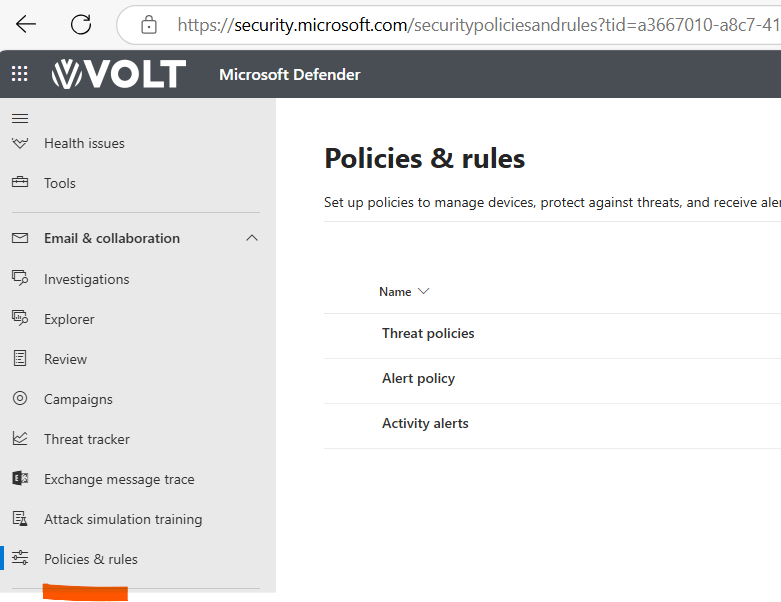 https://security.microsoft.com/securitypoliciesandrules?tid=a3667010-a8c7-41
VOLT Microsoft Defender
Health issues
Tools
Email & collaboration
Investigations
Explorer
Review
Campaigns
Threat tracker
Exchange message trace
Attack simulation training
Policies & rules
Policies & rules
Set up policies to manage devices, protect against threats, and receive aler
Name
Threat policies
Alert policy
Activity alerts